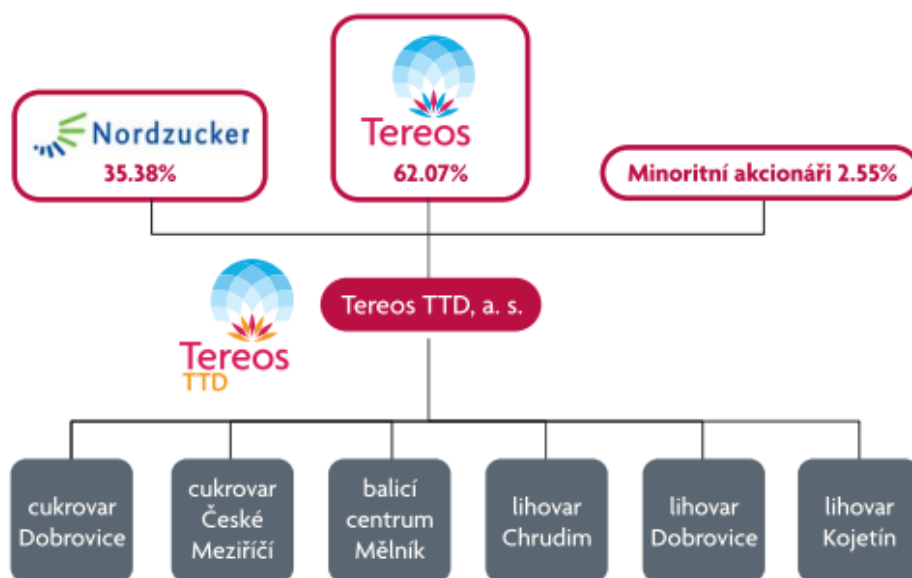 Nordzucker
35.38%
Tereos
62.07%
Minoritní akcionáři 2.55%
Tereos
TTD
Tereos TTD, a. s.
cukrovar
Dobrovice
cukrovar
České
Meziříčí
balicí
centrum
Mělník
lihovar
Chrudim
lihovar
Dobrovice
lihovar
Kojetín